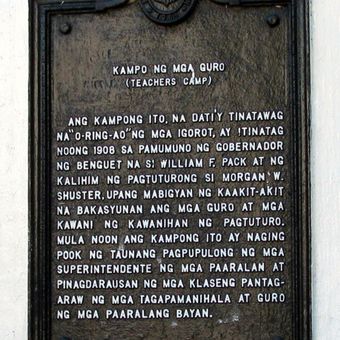 KAMPO NG MGA GURO
(TEACHERS CAMP)
ANG KAMPONG ITO, NA DATI'Y TINATAWAG
NA "O-RING-AO" NG MGA IGOROT, AY ITINATAG
NOONG 1908 SA PAMUMUNO NG GOBERNADOR
NG BENGUET NA SI WILLIAM F. PACK AT NG
KALIHIM NG PAGTUTURONG SI MORGAN W.
SHUSTER, UPANG MABIGYAN NG KAAKIT-AKIT
NA BAKASYUNAN ANG MGA GURO AT MGA
KAWANI NG KAWANIHAN NG PAGTUTURO.
MULA NOON ANG KAMPONG ITO AY NAGING
POOK NG TAUNANG PAGPUPULONG NG MGA
SUPERINTENDENTE NG MGA PAARALAN AT
PINAGDARAUSAN NG MGA KLASENG PANTAG-
ARAW NG MGA TAGAPAMANIHALA AT GURO
NG MGA PAARALANG BAYAN.